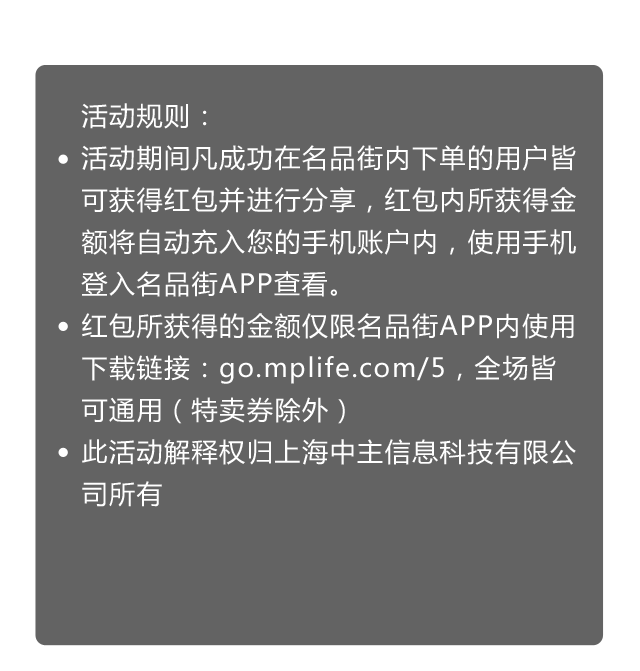 活动规则：
• 活动期间凡成功在名品街内下单的用户皆
可获得红包并进行分享，红包内所获得金
额将自动充入您的手机账户内，使用手机
登入名品街APP查看。
• 红包所获得的金额仅限名品街APP内使用
下载链接：go.mplife.com/5，全场皆
可通用（特卖券除外）
• 此活动解释权归上海中主信息科技有限公
司所有